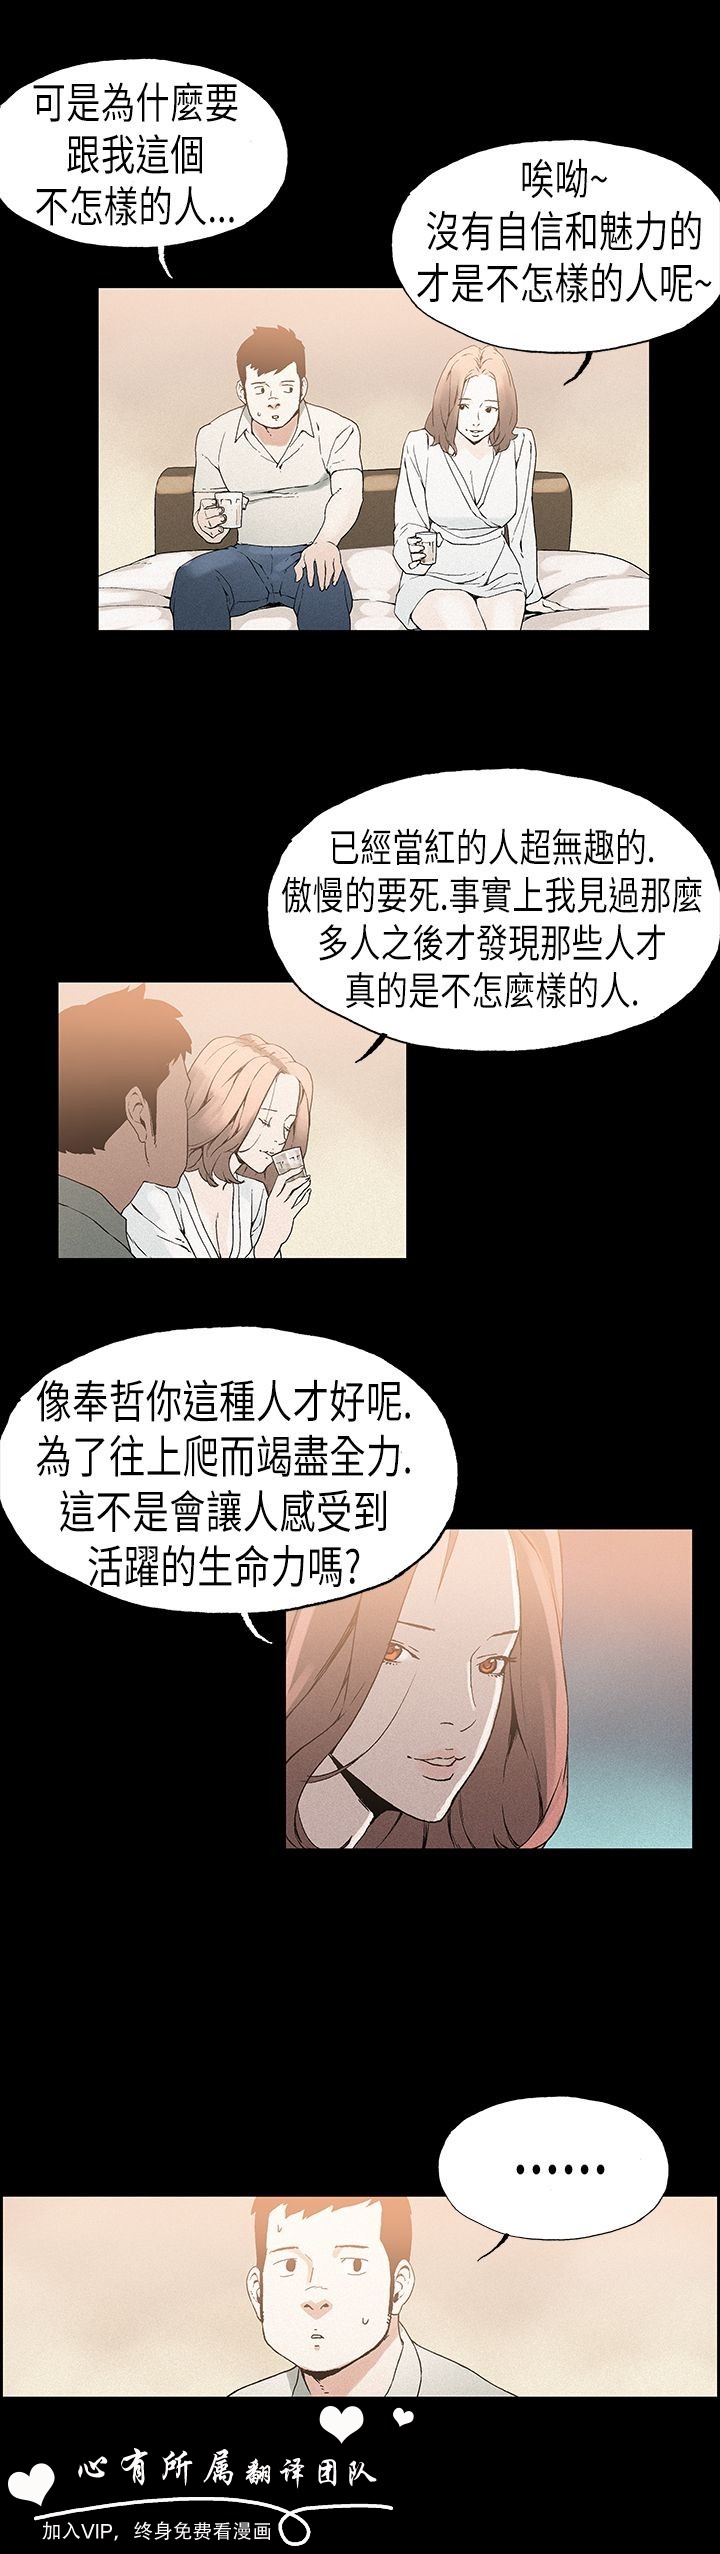 可是為什麼要
跟我這個
不怎樣的人...
唉呦~
沒有自信和魅力的
才是不怎樣的人呢~
已經當紅的人超無趣的.
傲慢的要死.事實上我見過那麼
多人之後才發現那些人才
真的是不怎麼樣的人.
像奉哲你這種人才好呢.
為了往上爬而竭盡全力.
這不是會讓人感受到
活躍的生命力嗎?
······
心有所属翻译团队
加入VIP，终身免费看漫画